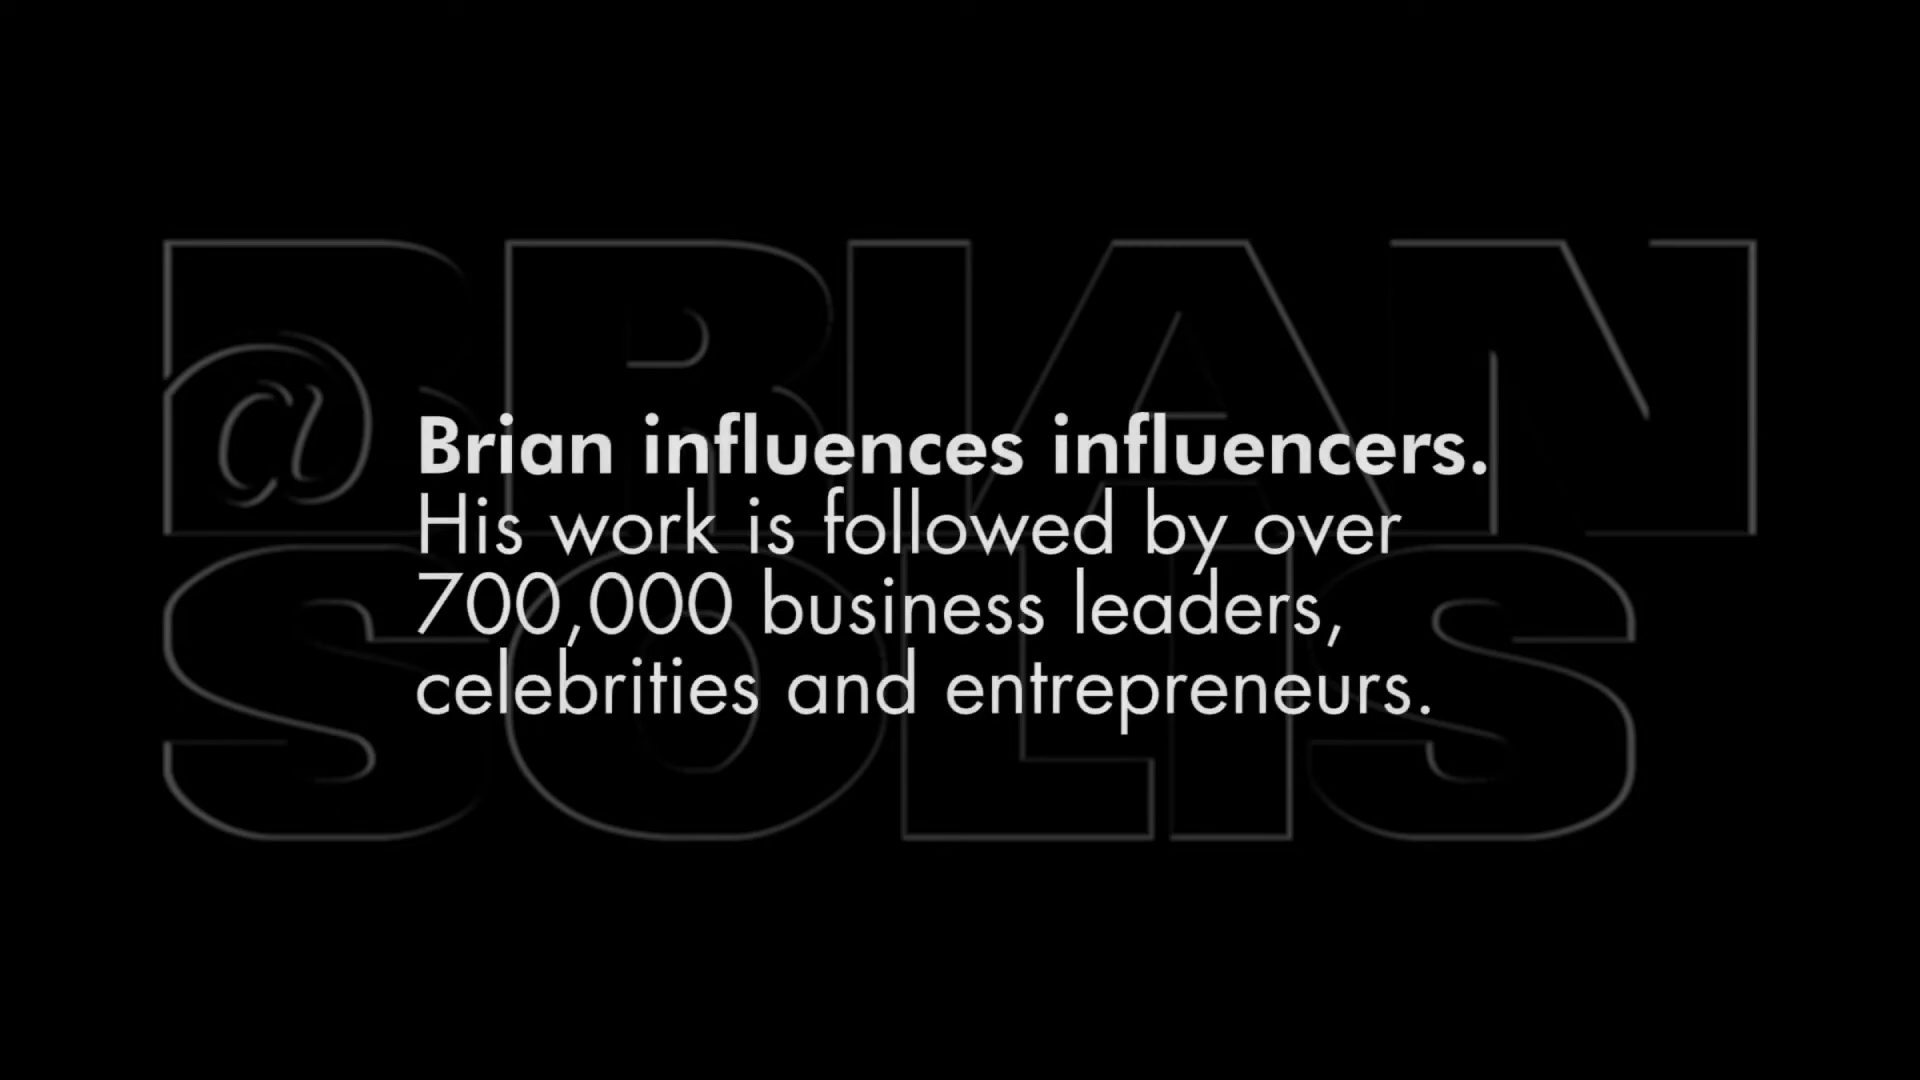 @BRIAN
SOLIS
Brian influences influencers.
His work is followed by over
700,000 business leaders,
celebrities and entrepreneurs.